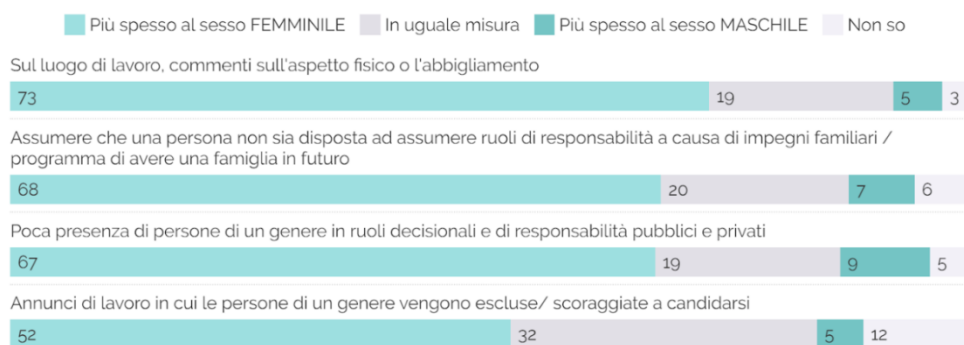 Più spesso al sesso FEMMINILE In uguale misura Più spesso al sesso MASCHILE Non so
Sul luogo di lavoro, commenti sull'aspetto fisico o l'abbigliamento
73 19 5 3
Assumere che una persona non sia disposta ad assumere ruoli di responsabilità a causa di impegni familiari /
programma di avere una famiglia in futuro
68 20 7 6
Poca presenza di persone di un genere in ruoli decisionali e di responsabilità pubblici e privati
67 19 9 5
Annunci di lavoro in cui le persone di un genere vengono escluse/ scoraggiate a candidarsi
52 32 5 12